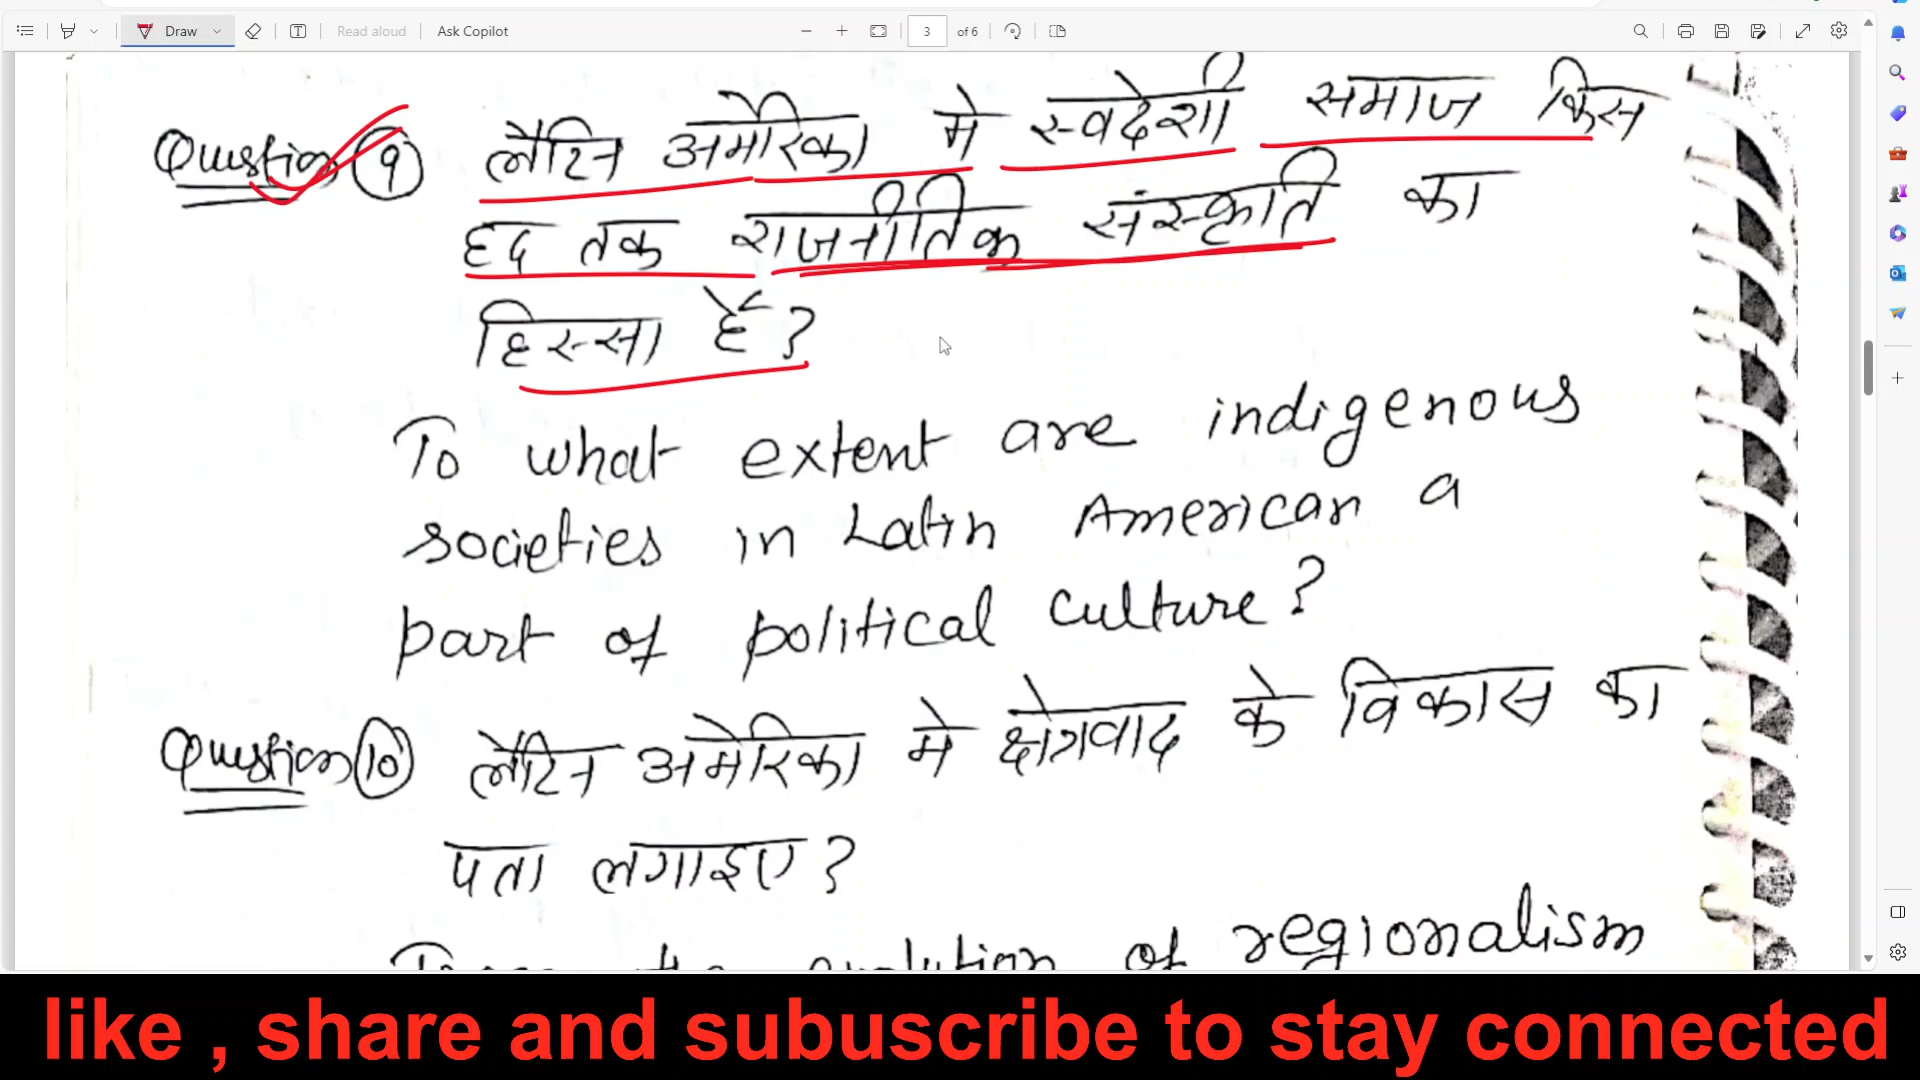 Draw
Read aloud
Ask Copilot
3
of 6
Question 9 लैटिन अमेरिका मे स्वदेशी समाज किस
हद तक राजनीतिक संस्कृति का
हिस्सा हैं?
To what extent are indigenous
societies in Latin American a
part of political culture?
Question 10 लैटिन अमेरिका मे क्षेत्रवाद के विकास का
पता लगाइए?
evolution of regionalism
like , share and subuscribe to stay connected